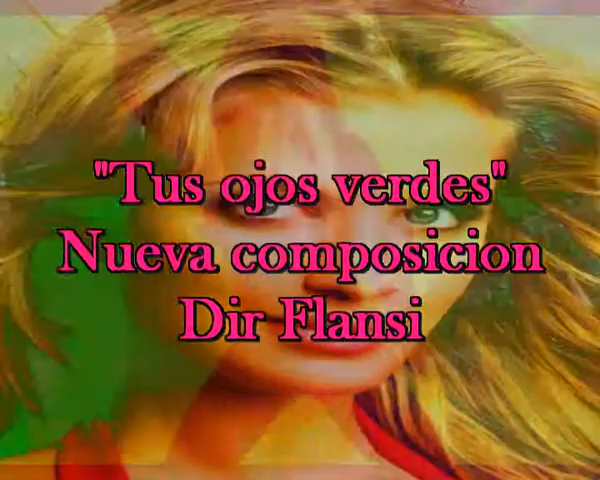 "Tus ojos verdes"
Nueva composicion
Dir Flansi